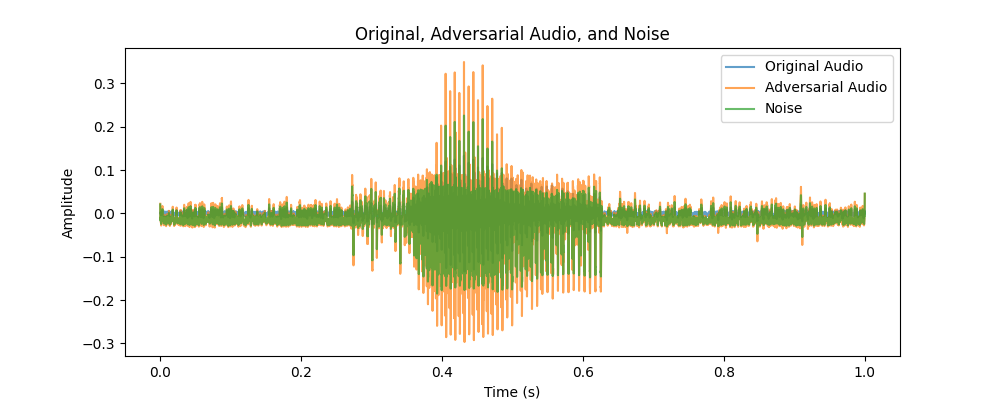 Original, Adversarial Audio, and Noise
Original Audio
Adversarial Audio
Noise
Amplitude
0.3
0.2
0.1
0.0
−0.1
−0.2
−0.3
0.0 0.2 0.4 0.6 0.8 1.0
Time (s)